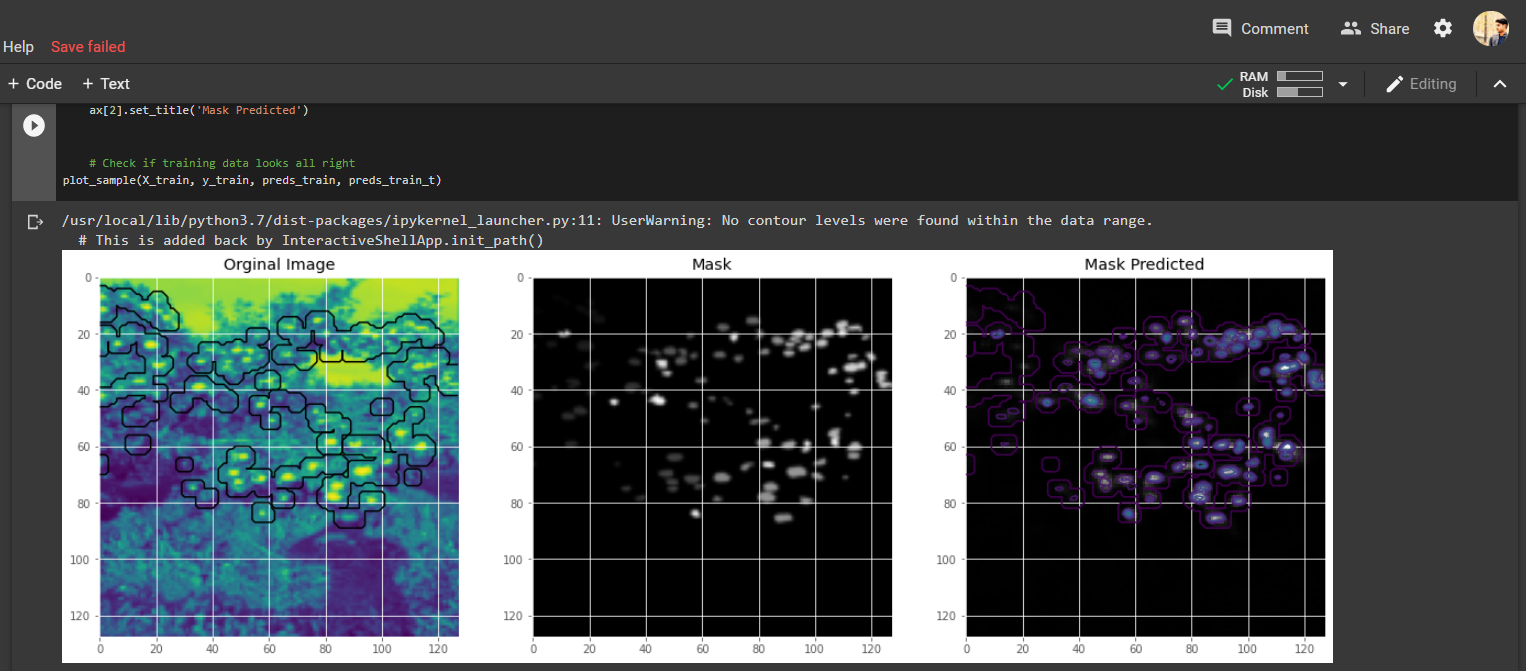 Comment Share
Help Save failed
+ Code + Text RAM
Disk Editing
ax[2].set_title('Mask Predicted')
# Check if training data looks all right
plot_sample(X_train, y_train, preds_train, preds_train_t)
/usr/local/lib/python3.7/dist-packages/ipykernel_launcher.py:11: UserWarning: No contour levels were found within the data range.
# This is added back by InteractiveShellApp.init_path()
Orginal Image Mask Mask Predicted
0 0 0
20 20 20
40 40 40
60 60 60
80 80 80
100 100 100
120 120 120
0 20 40 60 80 100 120 0 20 40 60 80 100 120 0 20 40 60 80 100 120